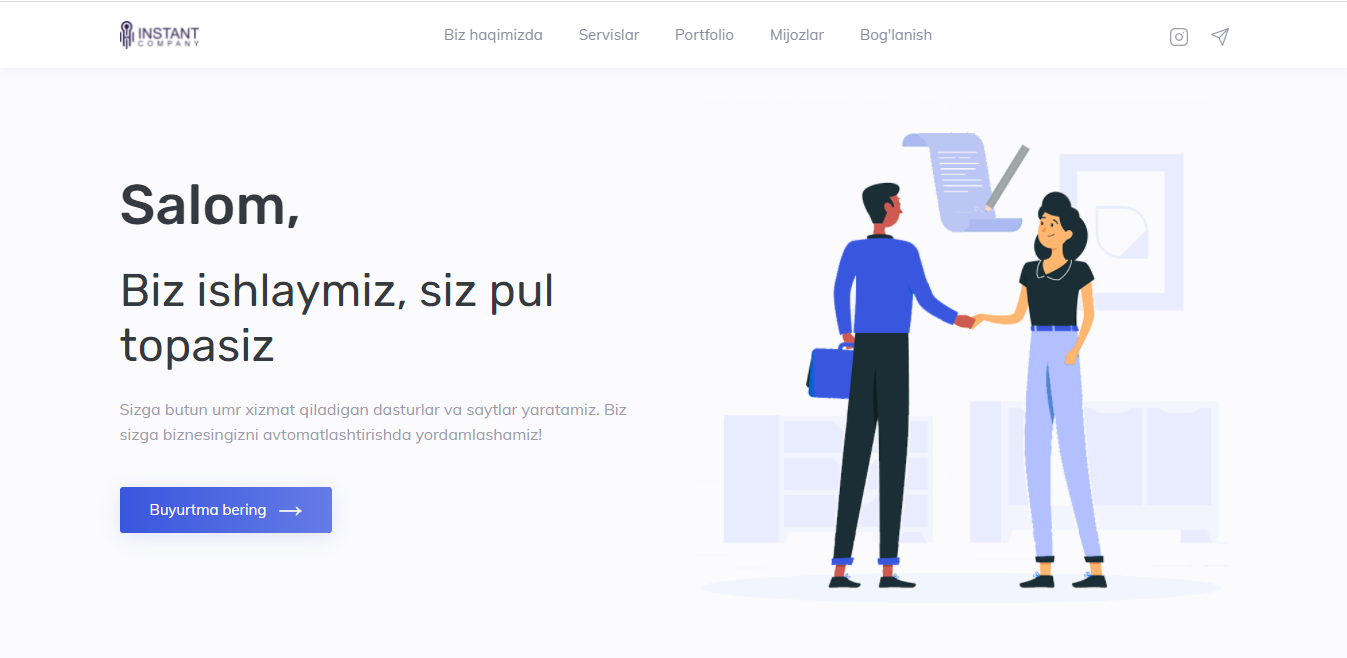 INSTANT
COMPANY
Biz haqimizda Servislar Portfolio Mijozlar Bog'lanish
Salom,
Biz ishlaymiz, siz pul
topasiz
Sizga butun umr xizmat qiladigan dasturlar va saytlar yaratamiz. Biz
sizga biznesingizni avtomatlashtirishda yordamlashamiz!
Buyurtma bering